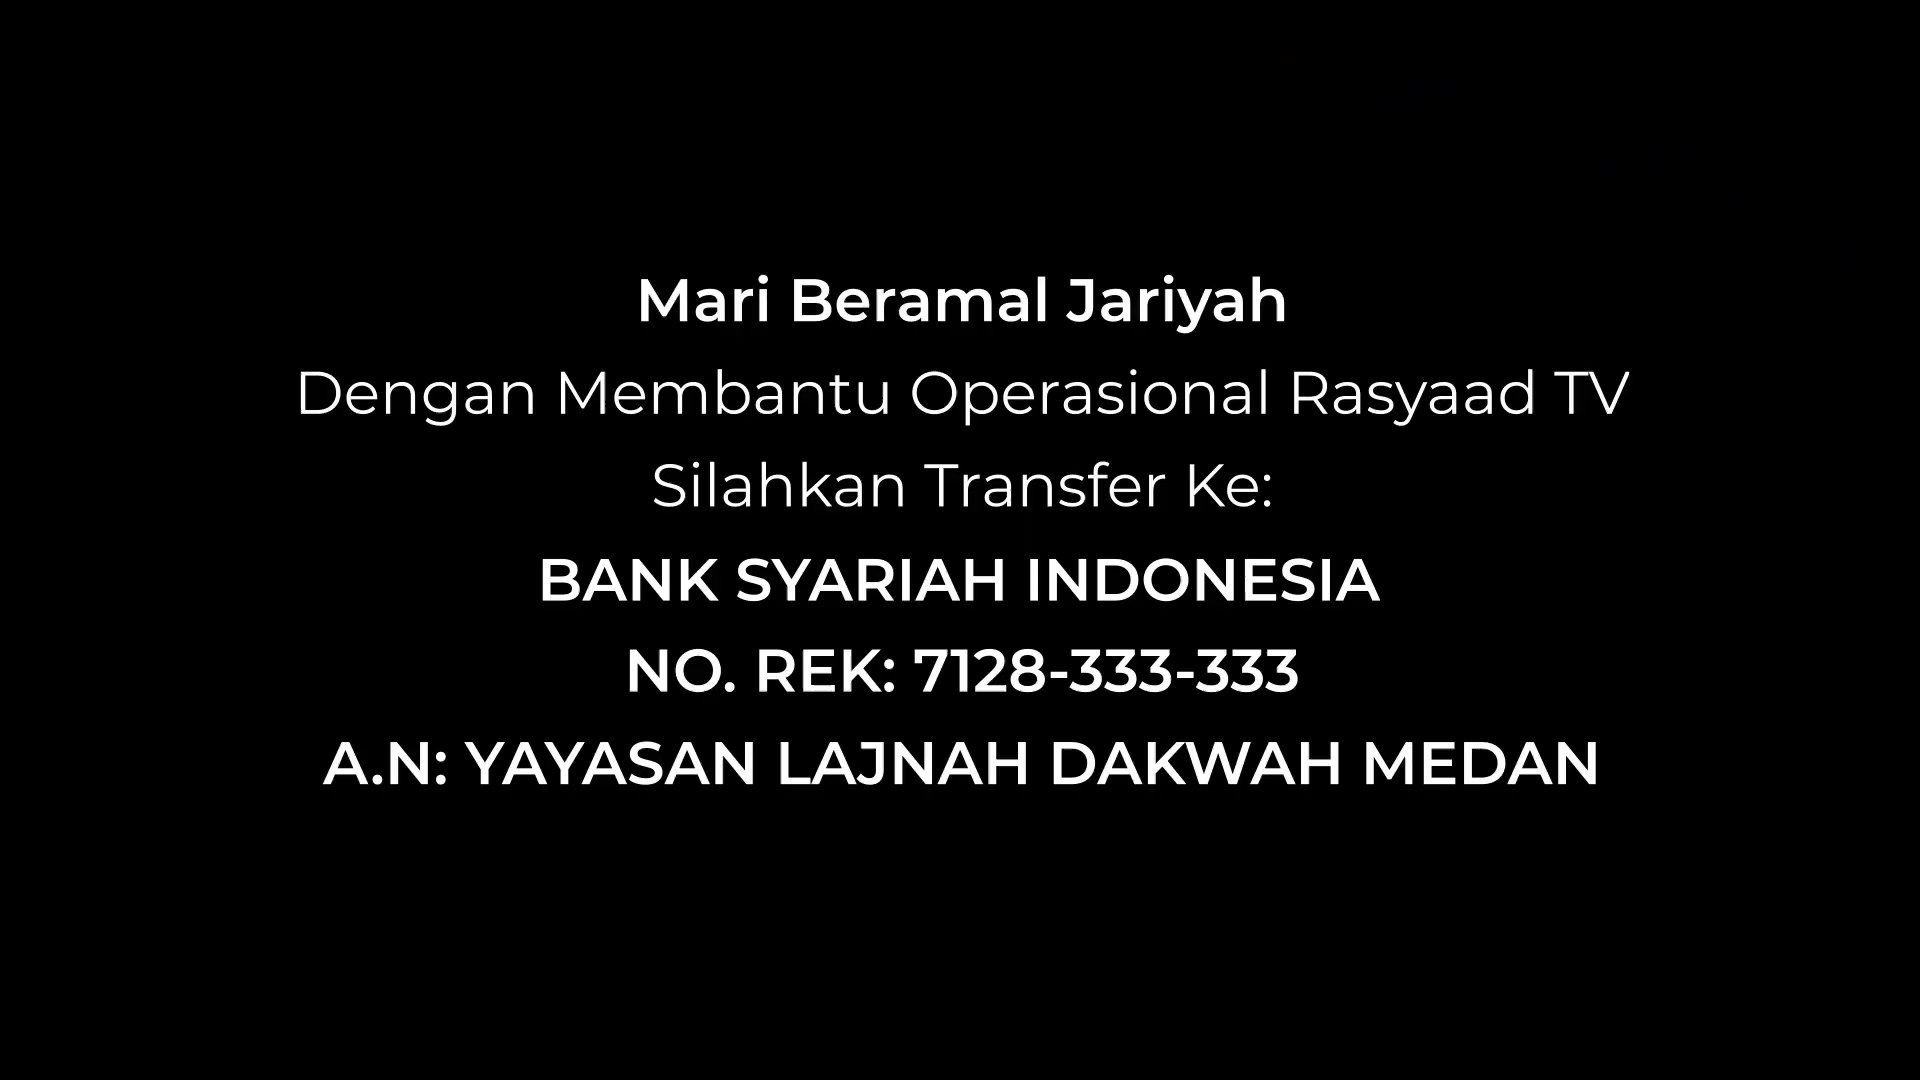 Mari Beramal Jariyah
Dengan Membantu Operasional Rasyaad TV
Silahkan Transfer Ke:
BANK SYARIAH INDONESIA
NO. REK: 7128-333-333
A.N: YAYASAN LAJNAH DAKWAH MEDAN